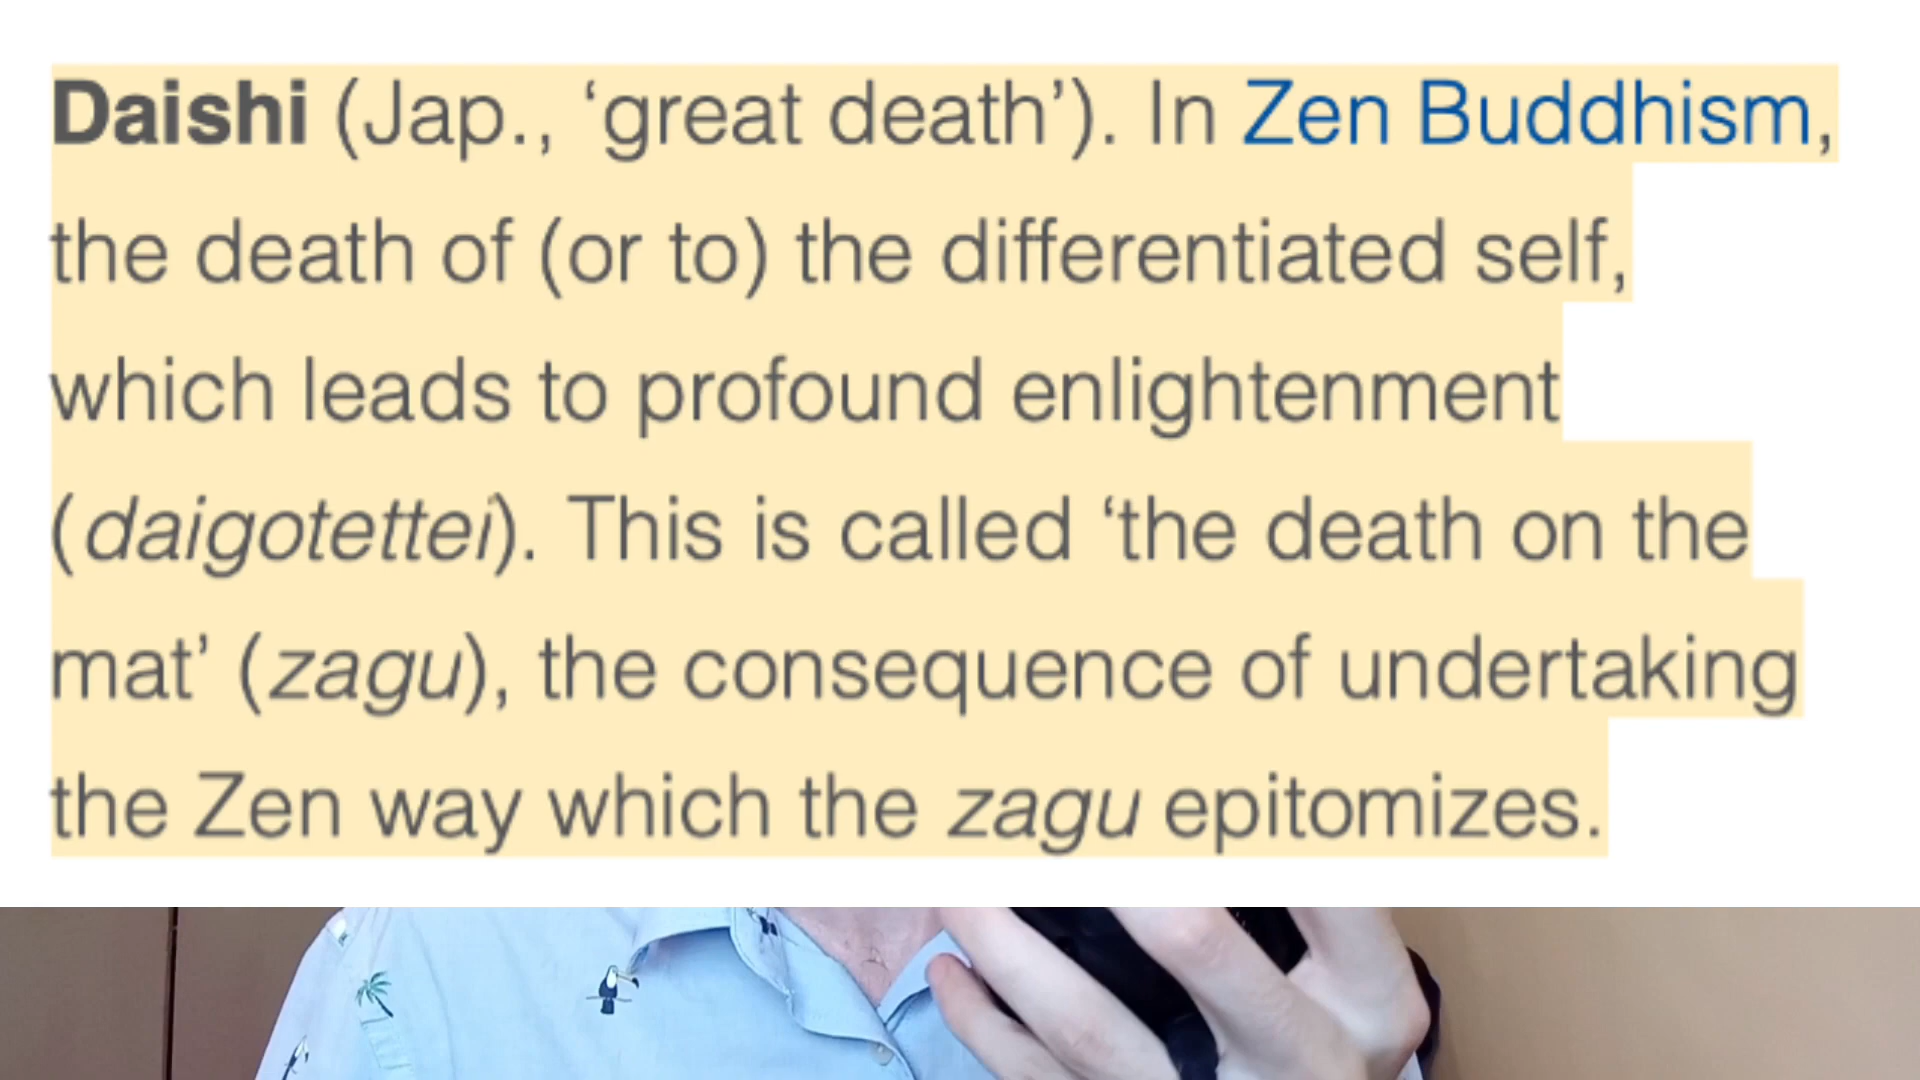 Daishi (Jap., ‘great death’). In Zen Buddhism,
the death of (or to) the differentiated self,
which leads to profound enlightenment
(daigotettei). This is called ‘the death on the
mat’ (zagu), the consequence of undertaking
the Zen way which the zagu epitomizes.